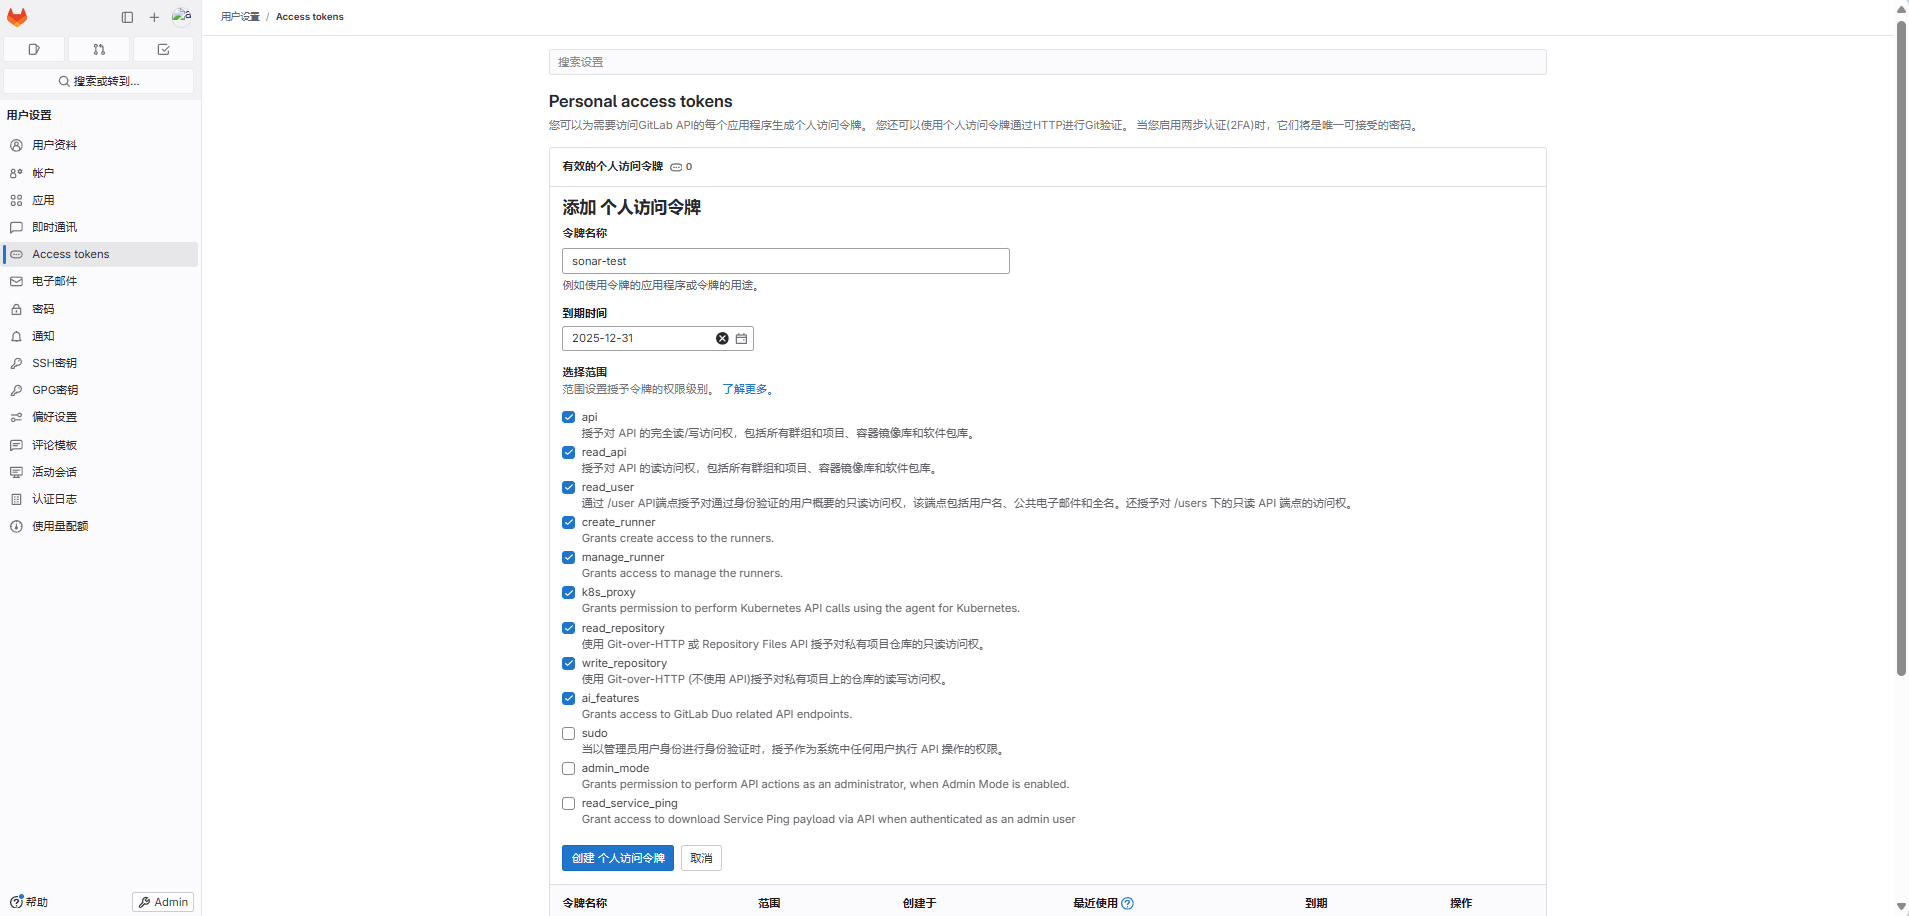 用户设置 / Access tokens
搜索或转到...
用户设置
用户资料
帐户
应用
即时通讯
Access tokens
电子邮件
密码
通知
SSH密钥
GPG密钥
偏好设置
评论模板
活动会话
认证日志
使用量配额
帮助
Admin
搜索设置
Personal access tokens
您可以为需要访问GitLab API的每个应用程序生成个人访问令牌。 您还可以使用个人访问令牌通过HTTP进行Git验证。 当您启用两步认证(2FA)时，它们将是唯一可接受的密码。
有效的个人访问令牌 0
添加 个人访问令牌
令牌名称
sonar-test
例如使用令牌的应用程序或令牌的用途。
到期时间
2025-12-31
选择范围
范围设置授予令牌的权限级别。 了解更多。
api
授予对 API 的完全读/写访问权，包括所有群组和项目、容器镜像库和软件包库。
read_api
授予对 API 的读访问权，包括所有群组和项目、容器镜像库和软件包库。
read_user
通过 /user API端点授予对通过身份验证的用户概要的只读访问权，该端点包括用户名、公共电子邮件和全名。还授予对 /users 下的只读 API 端点的访问权。
create_runner
Grants create access to the runners.
manage_runner
Grants access to manage the runners.
k8s_proxy
Grants permission to perform Kubernetes API calls using the agent for Kubernetes.
read_repository
使用 Git-over-HTTP 或 Repository Files API 授予对私有项目仓库的只读访问权。
write_repository
使用 Git-over-HTTP (不使用 API)授予对私有项目上的仓库的读写访问权。
ai_features
Grants access to GitLab Duo related API endpoints.
sudo
当以管理员用户身份进行身份验证时，授予作为系统中任何用户执行 API 操作的权限。
admin_mode
Grants permission to perform API actions as an administrator, when Admin Mode is enabled.
read_service_ping
Grant access to download Service Ping payload via API when authenticated as an admin user
创建 个人访问令牌 取消
令牌名称 范围 创建于 最近使用 到期 操作